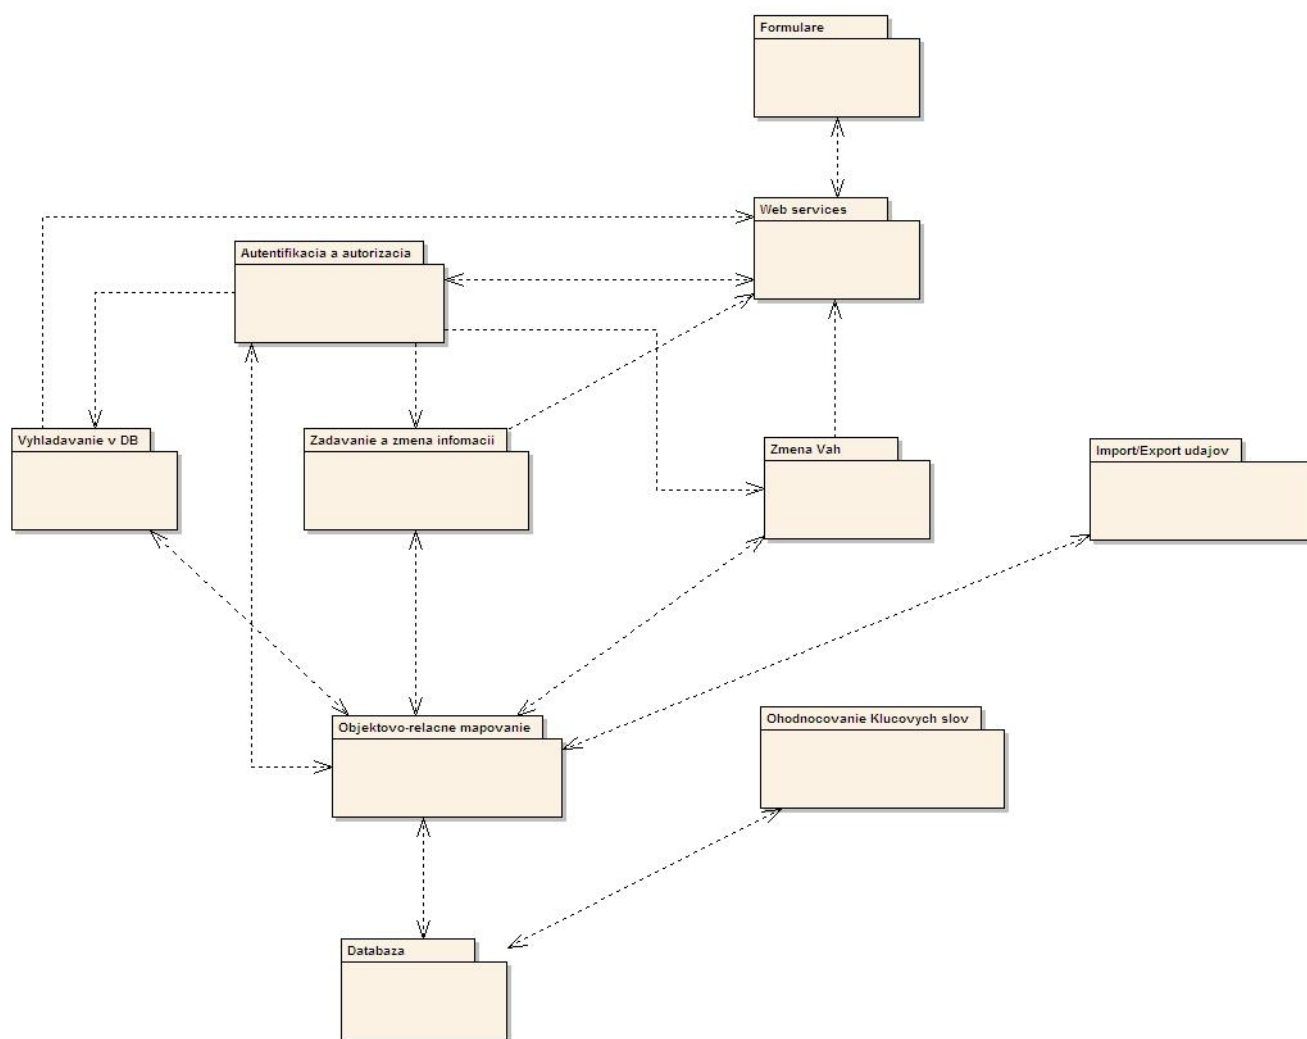 Formulare
Web services
Autentifikacia a autorizacia
Vyhladavanie v DB
Zadavanie a zmena infomacii
Zmena Vah
Import/Export udajov
Objektovo-relacne mapovanie
Ohodnocovanie Klucovych slov
Databaza